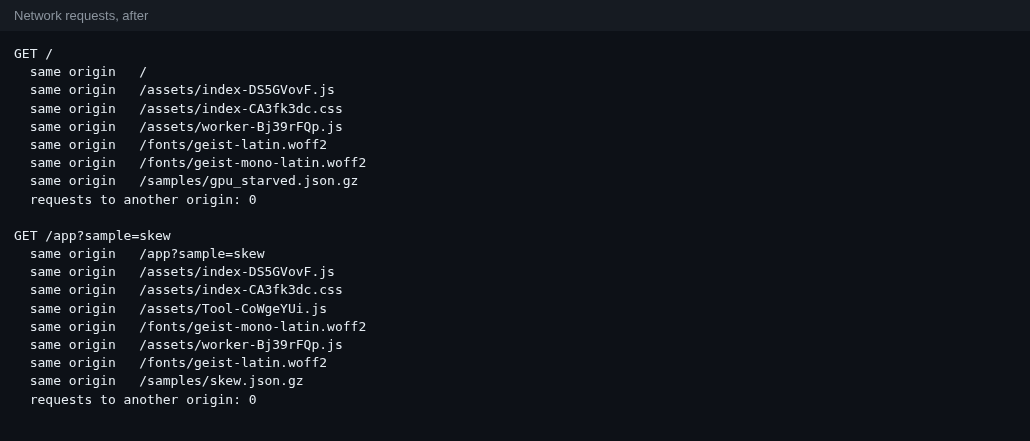 Network requests, after
GET /
same origin   /
same origin   /assets/index-DS5GVovF.js
same origin   /assets/index-CA3fk3dc.css
same origin   /assets/worker-Bj39rFQp.js
same origin   /fonts/geist-latin.woff2
same origin   /fonts/geist-mono-latin.woff2
same origin   /samples/gpu_starved.json.gz
requests to another origin: 0
GET /app?sample=skew
same origin   /app?sample=skew
same origin   /assets/index-DS5GVovF.js
same origin   /assets/index-CA3fk3dc.css
same origin   /assets/Tool-CoWgeYUi.js
same origin   /fonts/geist-mono-latin.woff2
same origin   /assets/worker-Bj39rFQp.js
same origin   /fonts/geist-latin.woff2
same origin   /samples/skew.json.gz
requests to another origin: 0